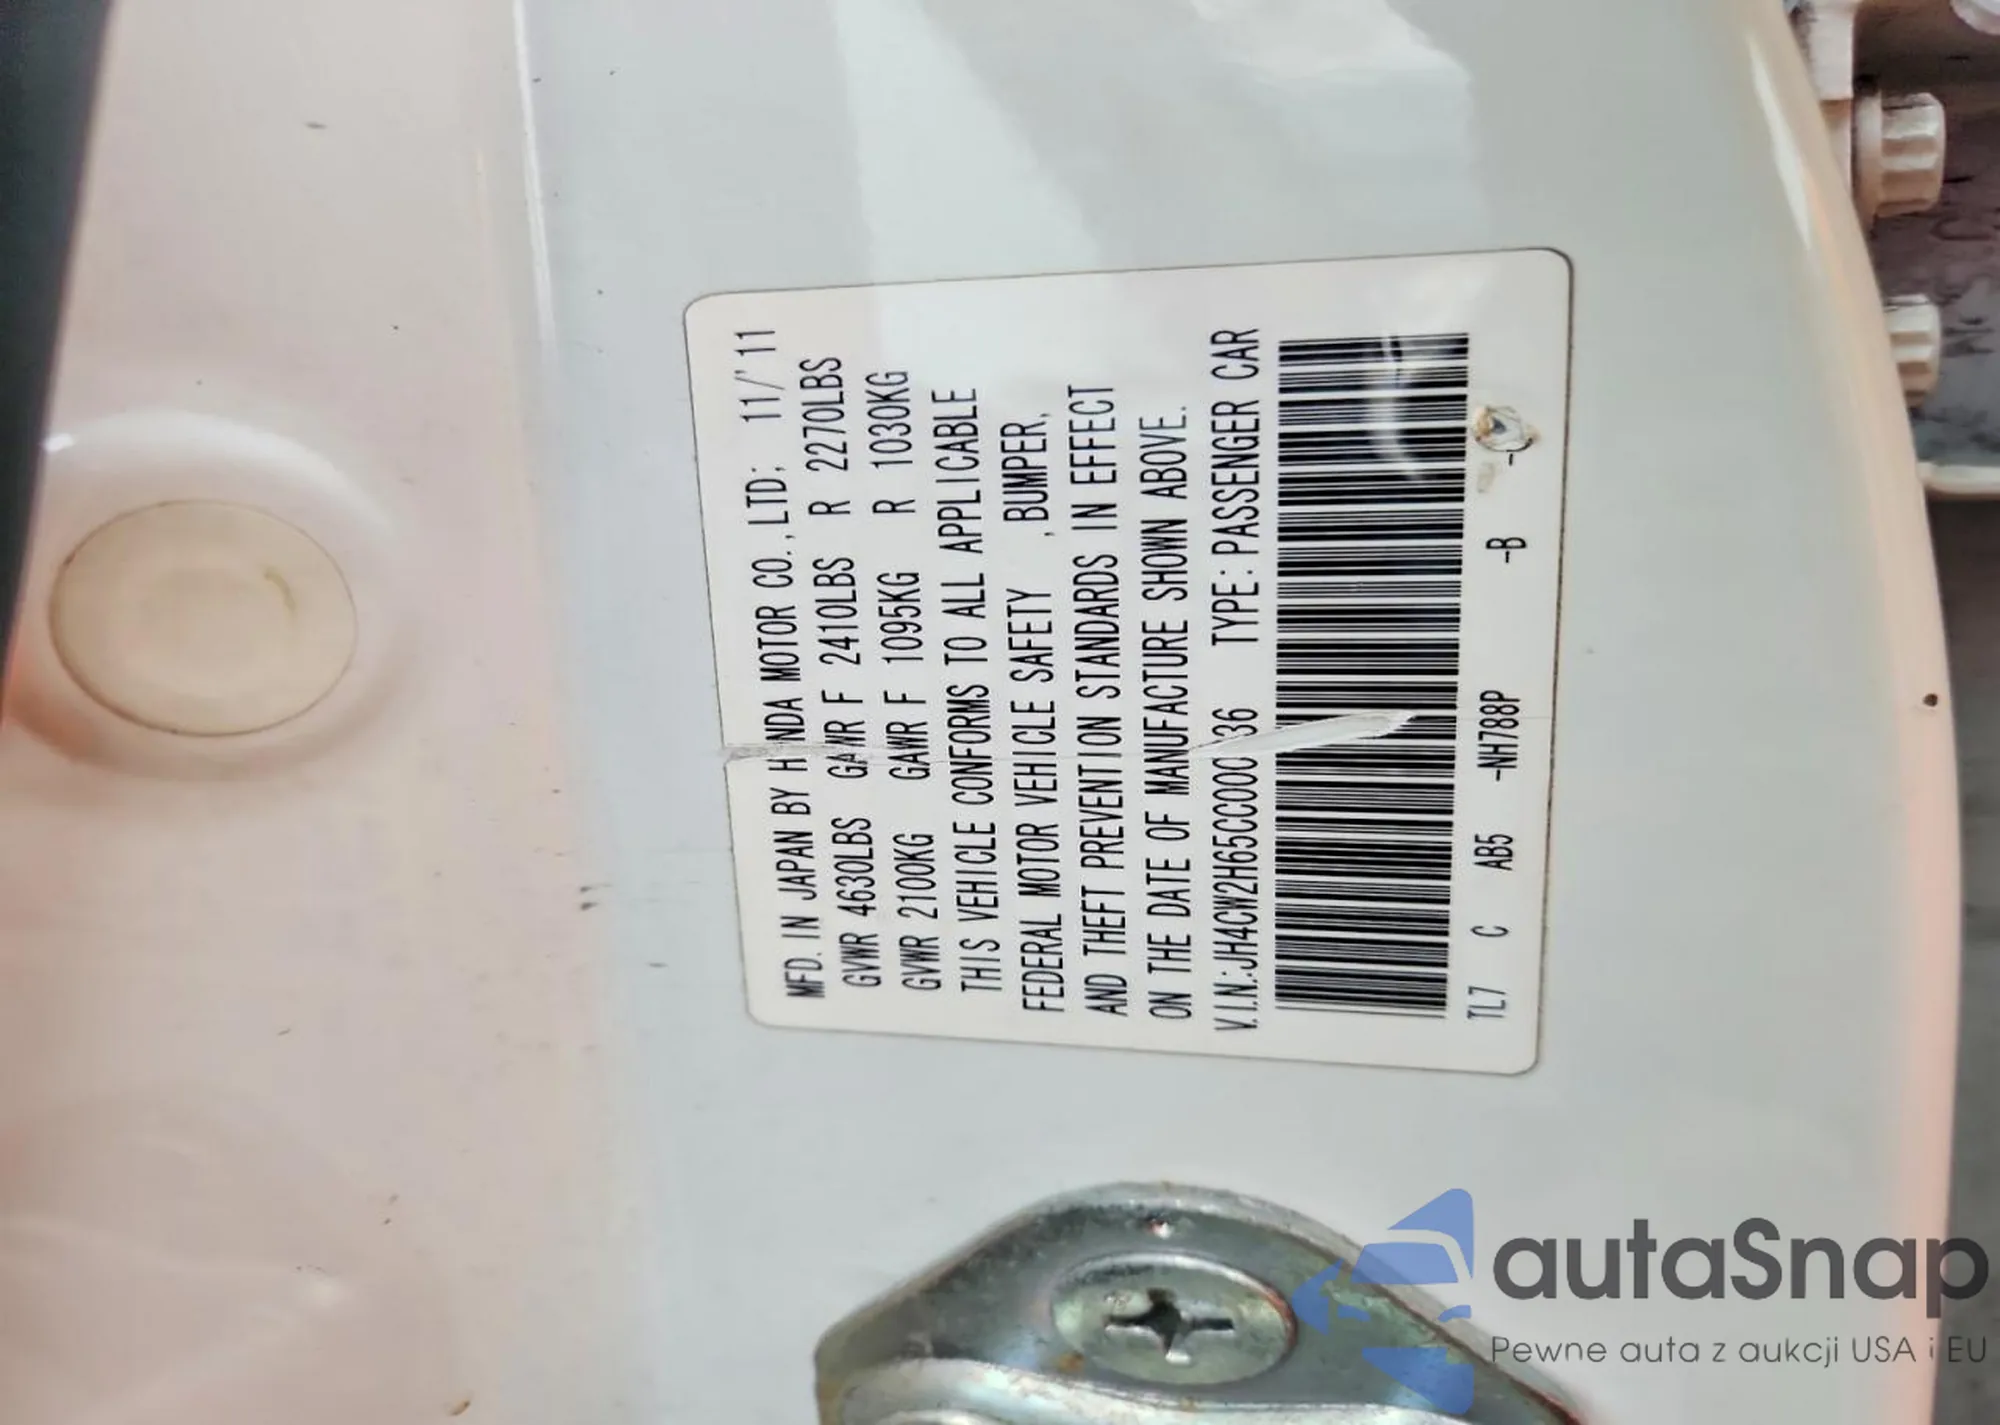 MFD. IN JAPAN BY HONDA MOTOR CO., LTD; 11/'11
GVWR 4630LBS GAWR F 2410LBS R 2270LBS
GVWR 2100KG GAWR F 1095KG R 1030KG
THIS VEHICLE CONFORMS TO ALL APPLICABLE
FEDERAL MOTOR VEHICLE SAFETY , BUMPER,
AND THEFT PREVENTION STANDARDS IN EFFECT
ON THE DATE OF MANUFACTURE SHOWN ABOVE.
V.I.N.: TYPE: PASSENGER CAR
TL7 C AB5 -NH788P -B -C
autaSnap
Pewne auta z aukcji USA i EU